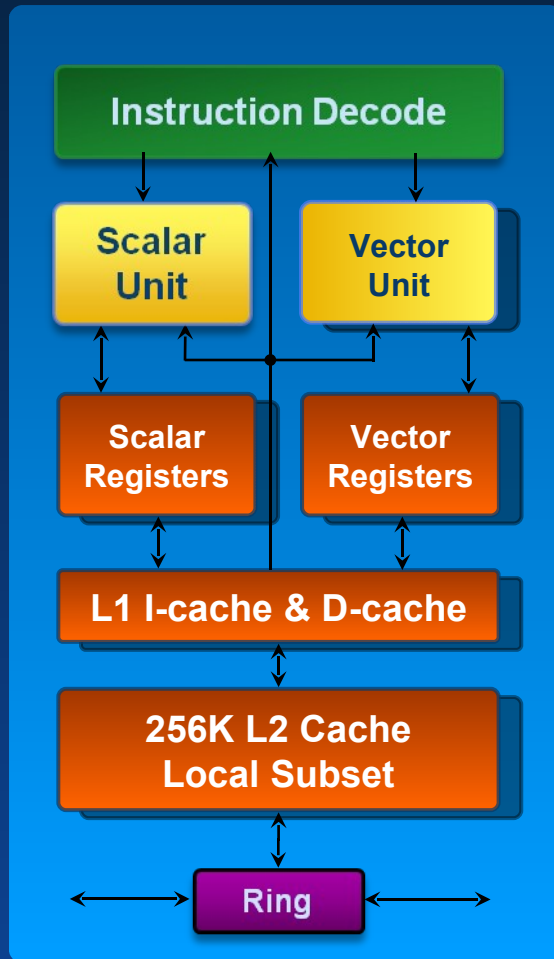 Instruction Decode
Scalar
Unit
Vector
Unit
Scalar
Registers
Vector
Registers
L1 I-cache & D-cache
256K L2 Cache
Local Subset
Ring